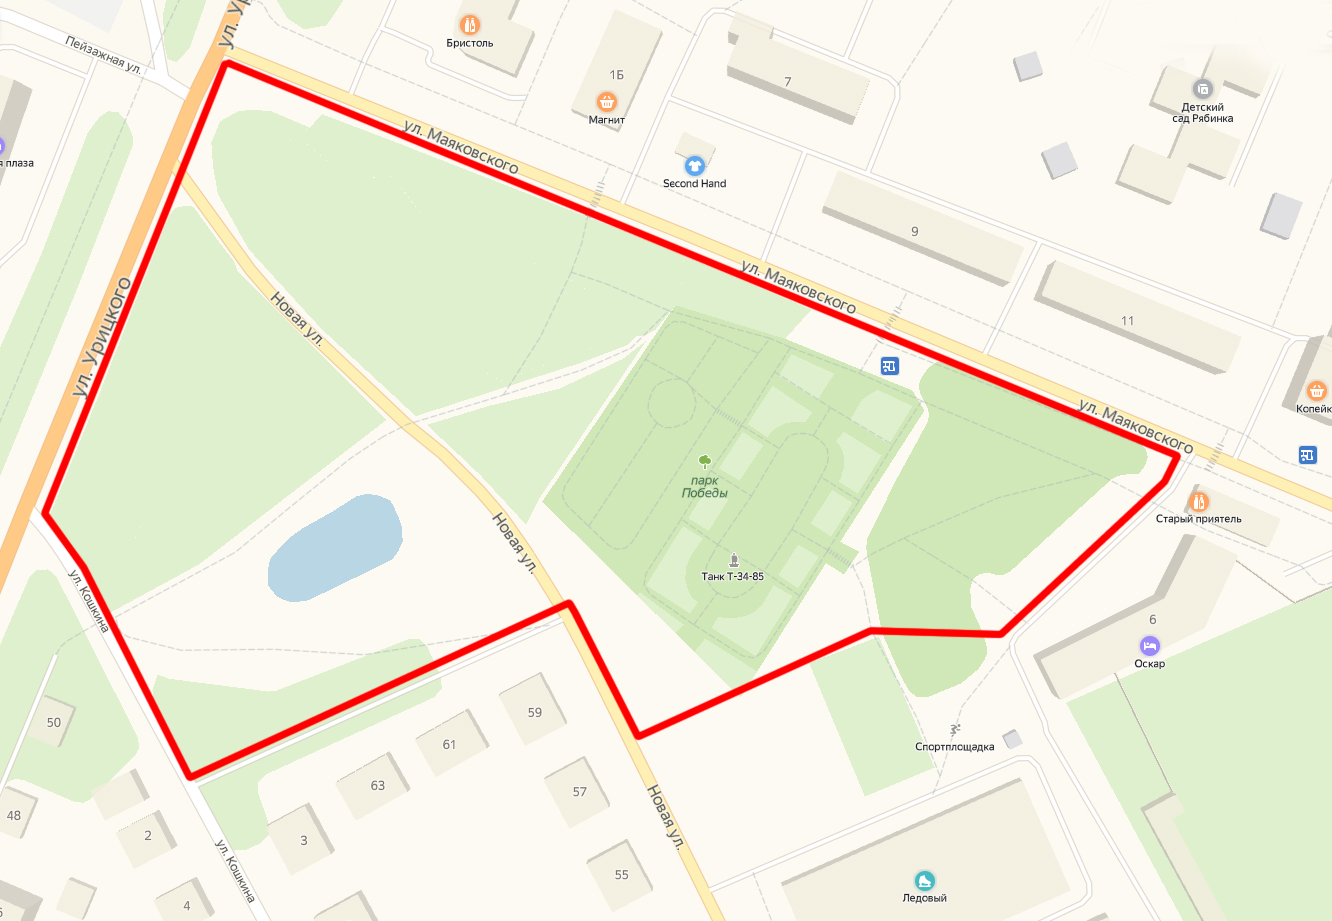 ул. Ур
Пейзажная ул.
Бристоль
1Б
Магнит
7
Детский
сад Рябинка
я плаза
ул. Маяковского
Second Hand
9
ул. Маяковского
11
ул. Урицкого
Новая ул.
Копейк
ул. Маяковского
парк
Победы
Старый приятель
Новая ул.
Танк Т-34-85
ул. Кошкина
6
Оскар
50
59
61
Спортплощадка
63
57
48
2
3
Новая ул.
55
ул. Кошкина
4
Ледовый